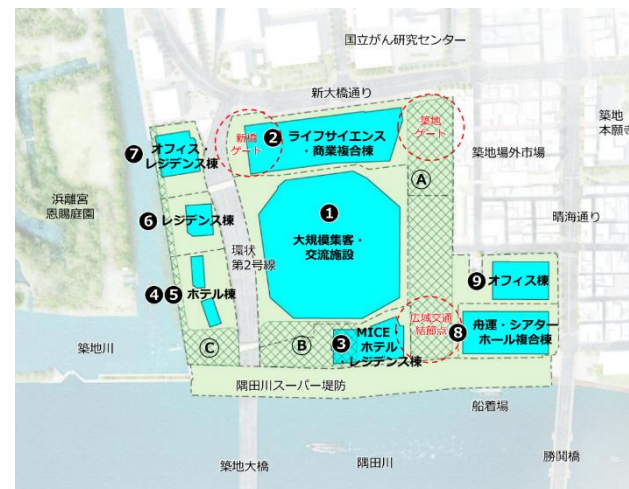 国立がん研究センター
新大橋通り
築地
本願寺
築地
ゲート
新橋
ゲート
❷ ライフサイエンス
・商業複合棟
❼ オフィス・
レジデンス棟
築地場外市場
Ⓐ
浜離宮
恩賜庭園
❻ レジデンス棟
❶
大規模集客・
交流施設
晴海通り
環状
第2号線
❾ オフィス棟
❹❺ ホテル棟
広域交通
結節点
❽ 舟運・シアター
ホール複合棟
MICE・
❸ ホテル
・レジデンス棟
Ⓑ
Ⓒ
築地川
隅田川スーパー堤防
船着場
築地大橋
隅田川
勝鬨橋